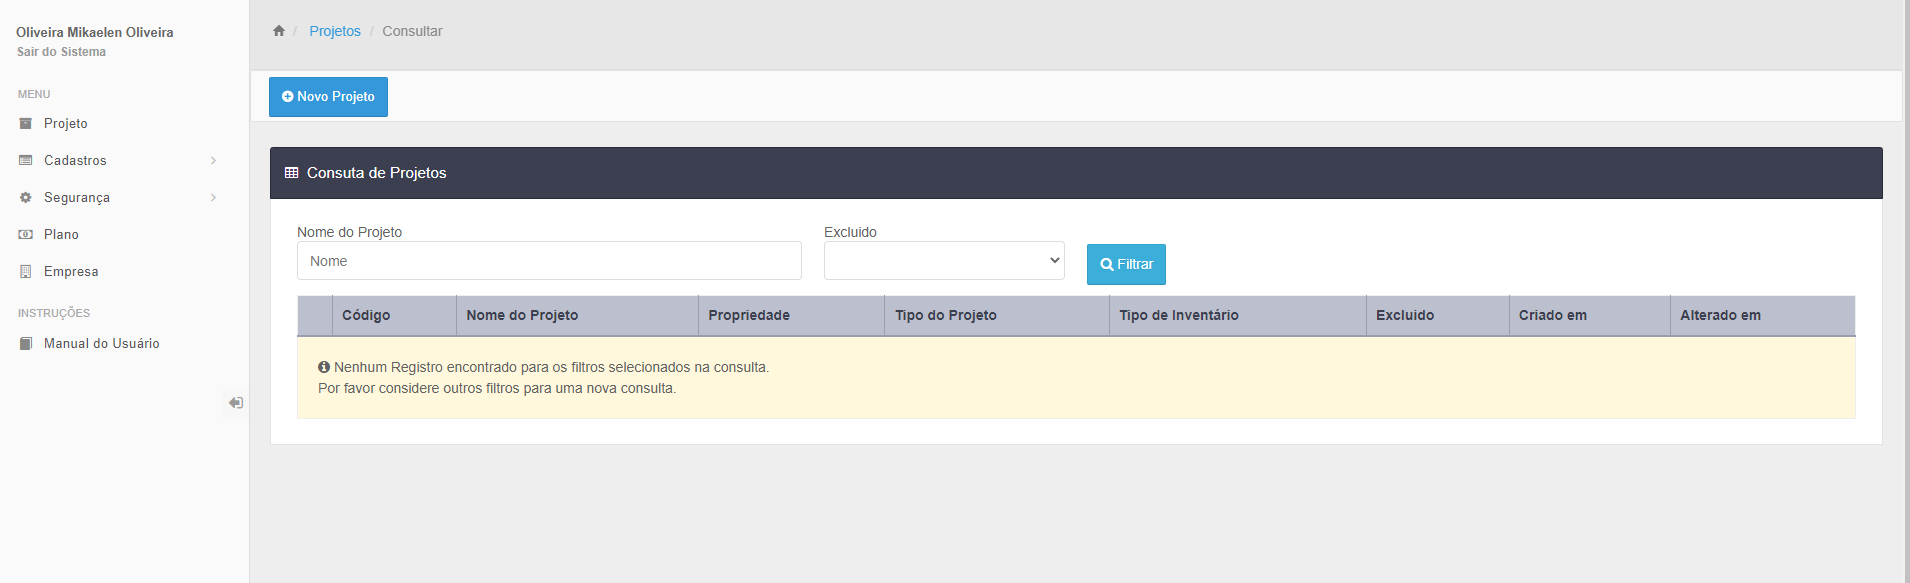 Oliveira Mikaelen Oliveira
Sair do Sistema
MENU
Projeto
Cadastros
Segurança
Plano
Empresa
INSTRUÇÕES
Manual do Usuário
/ Projetos / Consultar
Novo Projeto
Consuta de Projetos
Nome do Projeto
Nome
Excluido
Filtrar
Código Nome do Projeto Propriedade Tipo do Projeto Tipo de Inventário Excluido Criado em Alterado em
Nenhum Registro encontrado para os filtros selecionados na consulta.
Por favor considere outros filtros para uma nova consulta.